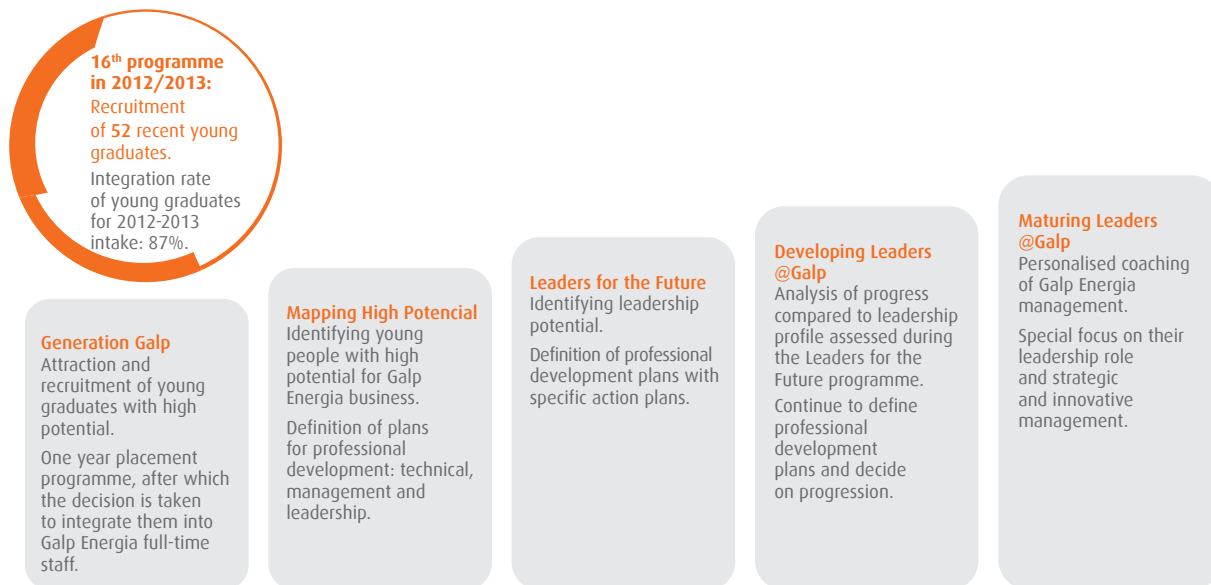 16th programme
in 2012/2013:
Recruitment
of 52 recent young
graduates.
Integration rate
of young graduates
for 2012-2013
intake: 87%.
Generation Galp
Attraction and
recruitment of young
graduates with high
potential.
One year placement
programme, after which
the decision is taken
to integrate them into
Galp Energia full-time
staff.
Mapping High Potencial
Identifying young
people with high
potential for Galp
Energia business.
Definition of plans
for professional
development: technical,
management and
leadership.
Leaders for the Future
Identifying leadership
potential.
Definition of professional
development plans with
specific action plans.
Developing Leaders
@Galp
Analysis of progress
compared to leadership
profile assessed during
the Leaders for the
Future programme.
Continue to define
professional
development
plans and decide
on progression.
Maturing Leaders
@Galp
Personalised coaching
of Galp Energia
management.
Special focus on their
leadership role
and strategic
and innovative
management.